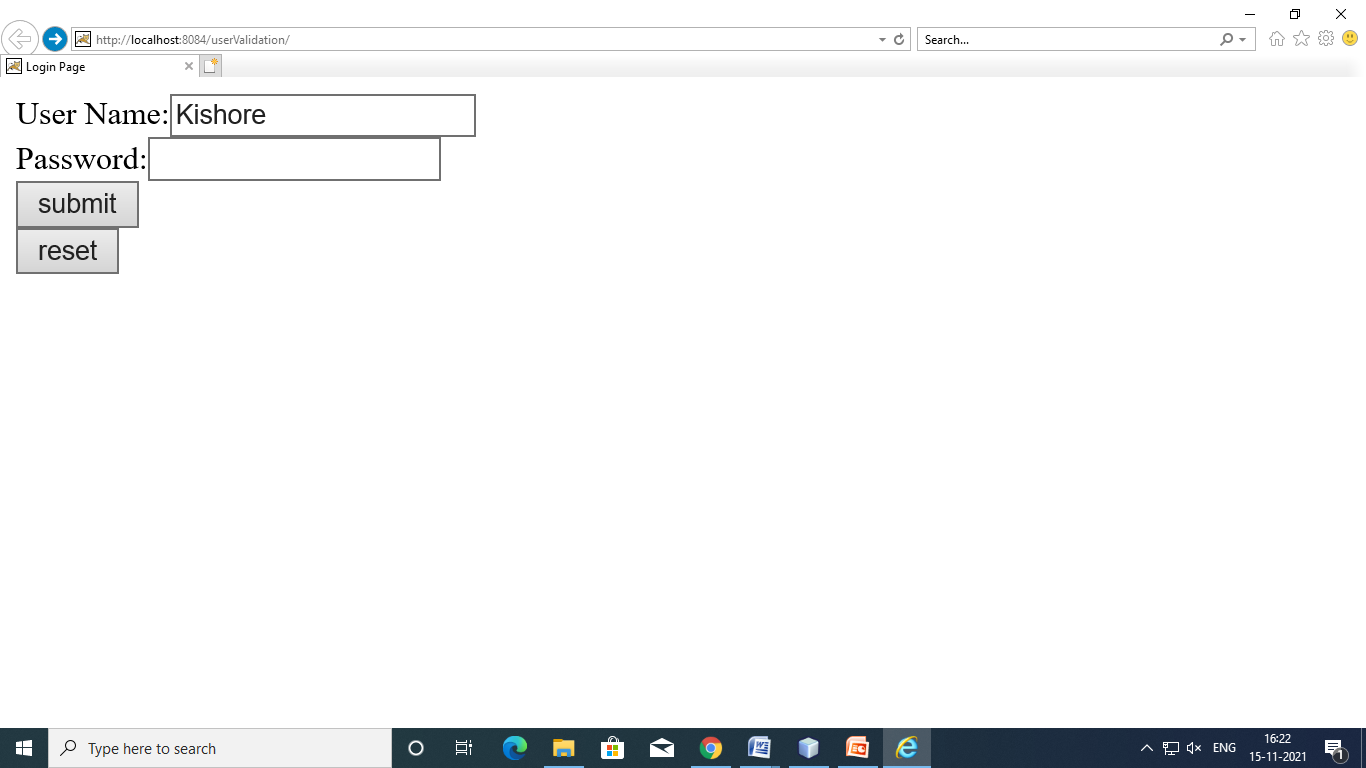 http://localhost:8084/userValidation/
Search...
Login Page
User Name: Kishore
Password:
submit
reset
Type here to search
ENG
16:22
15-11-2021
1